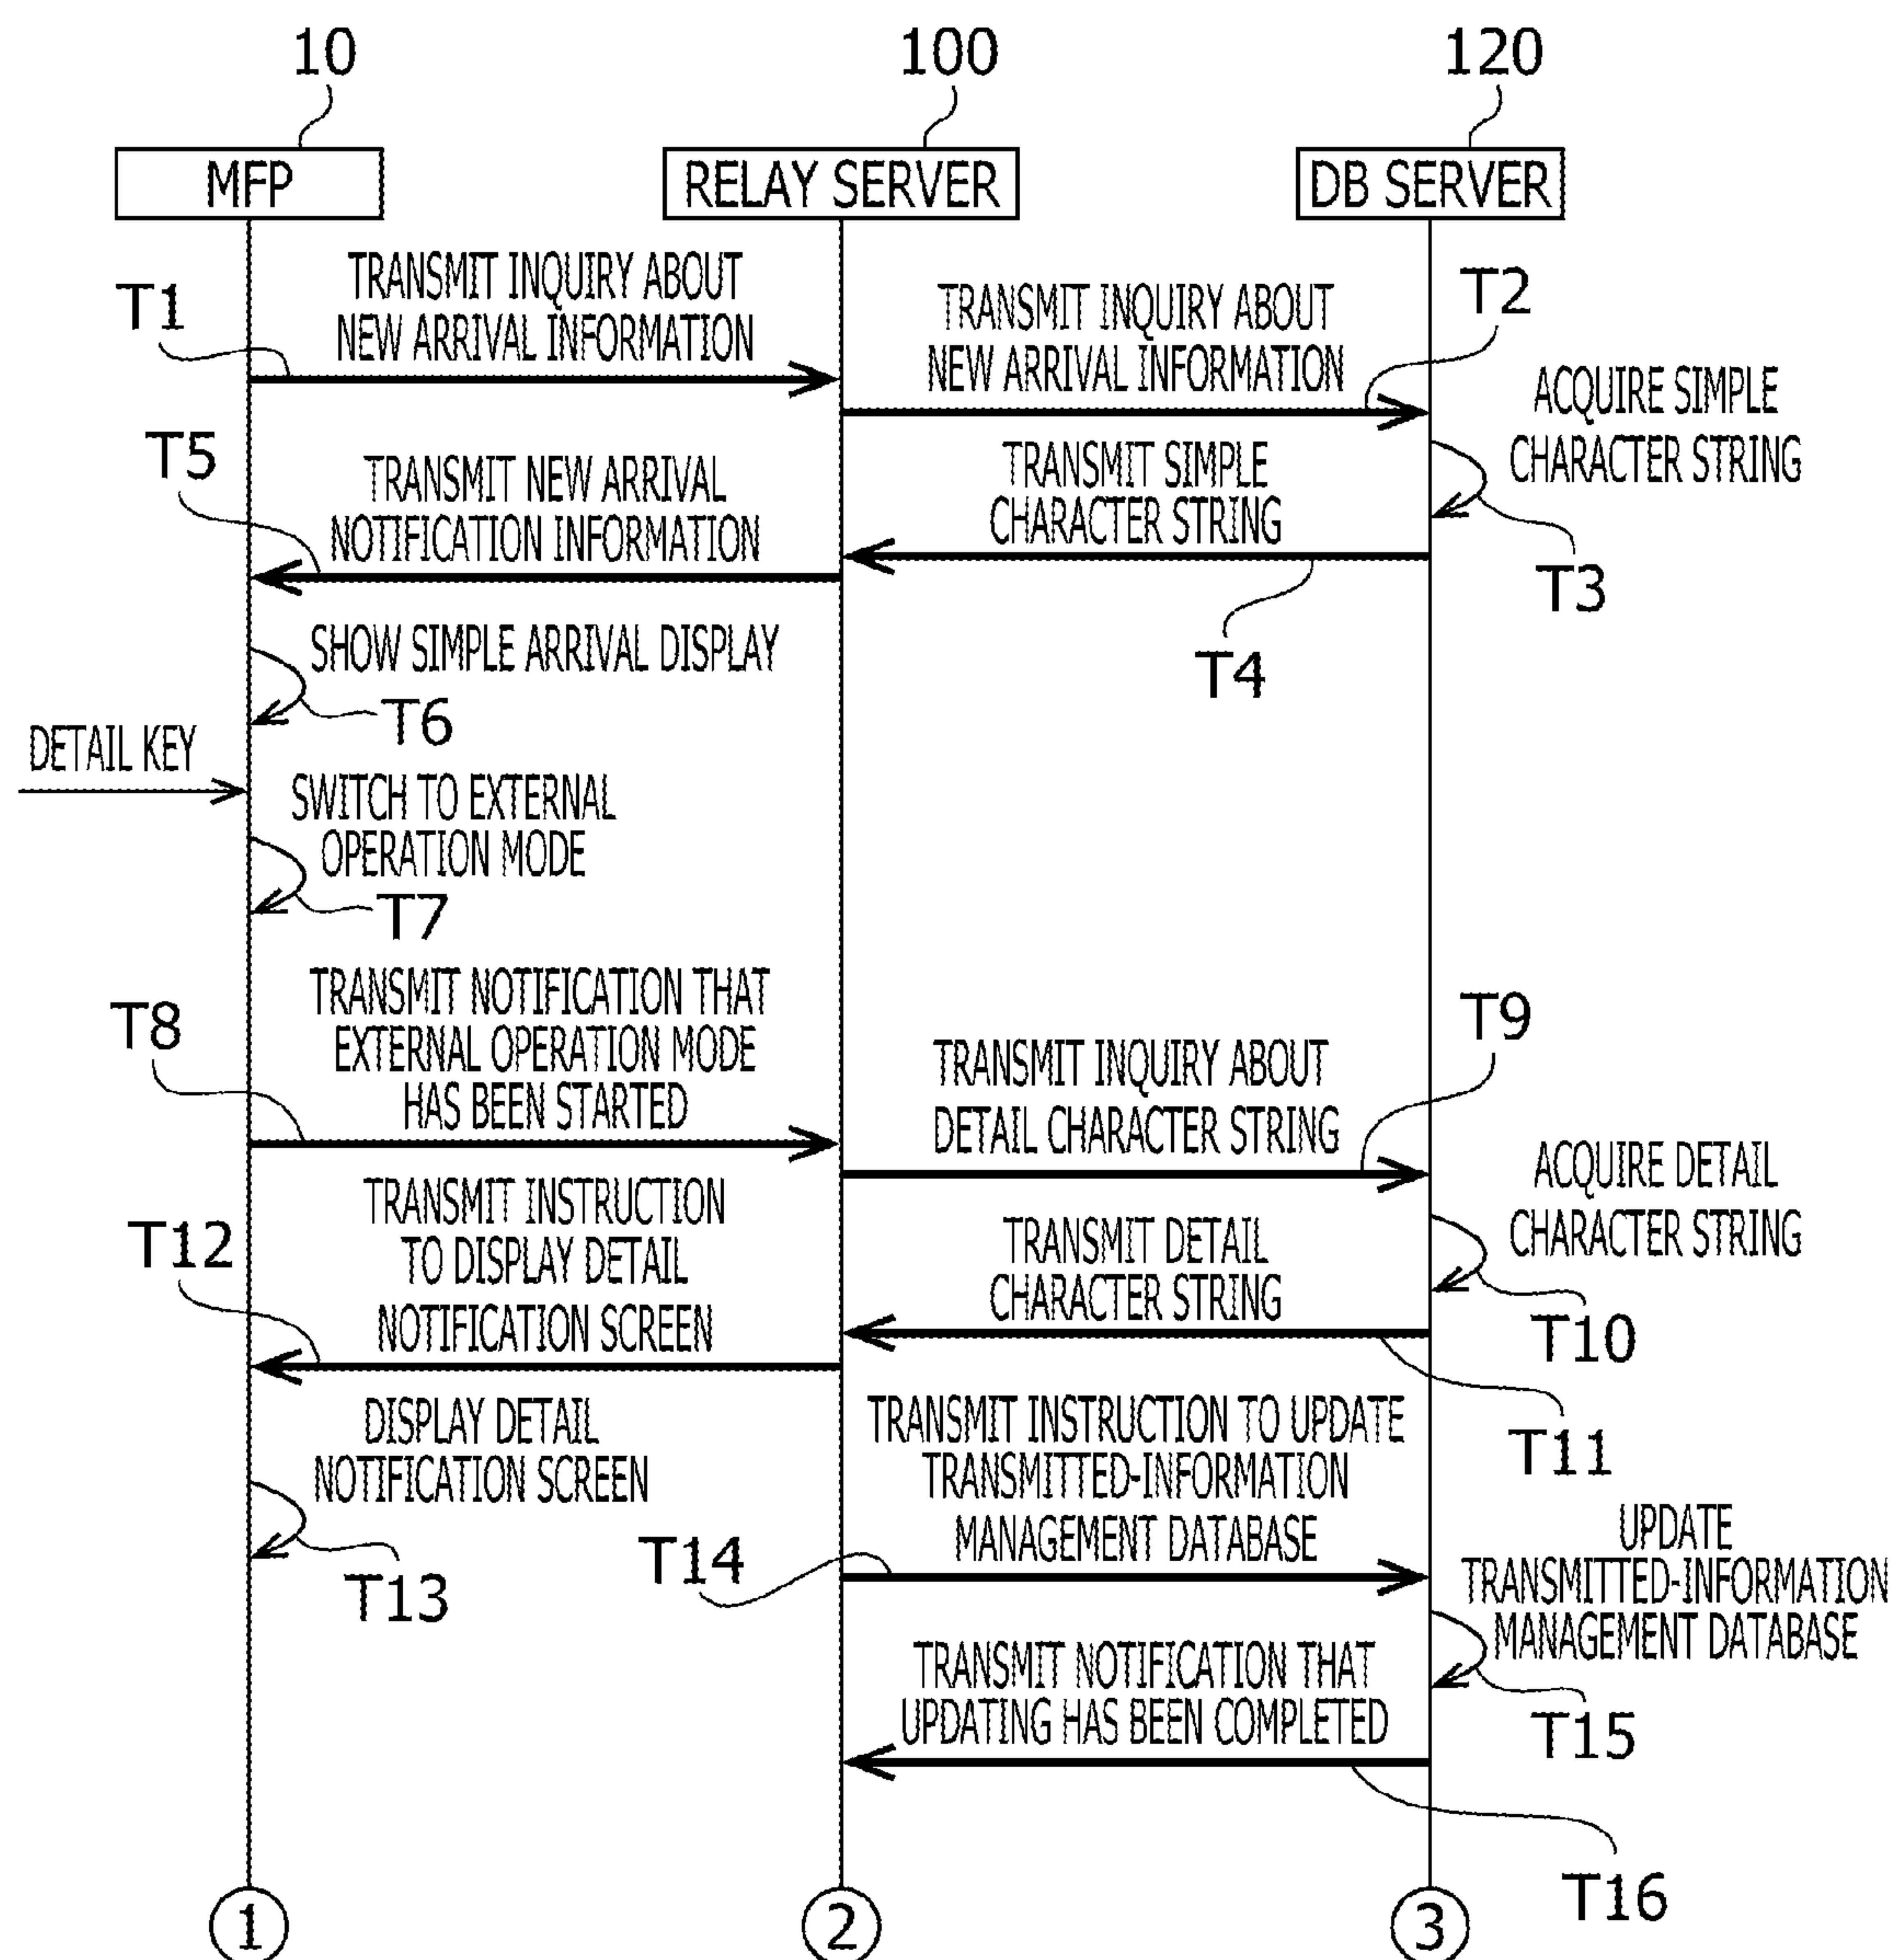 10
100
120
MFP
RELAY SERVER
DB SERVER
T1
TRANSMIT INQUIRY ABOUT
NEW ARRIVAL INFORMATION
TRANSMIT INQUIRY ABOUT
NEW ARRIVAL INFORMATION
T2
ACQUIRE SIMPLE
CHARACTER STRING
T3
TRANSMIT SIMPLE
CHARACTER STRING
T4
T5
TRANSMIT NEW ARRIVAL
NOTIFICATION INFORMATION
SHOW SIMPLE ARRIVAL DISPLAY
T6
DETAIL KEY
SWITCH TO EXTERNAL
OPERATION MODE
T7
T8
TRANSMIT NOTIFICATION THAT
EXTERNAL OPERATION MODE
HAS BEEN STARTED
TRANSMIT INQUIRY ABOUT
DETAIL CHARACTER STRING
T9
ACQUIRE DETAIL
CHARACTER STRING
T10
TRANSMIT DETAIL
CHARACTER STRING
T11
T12
TRANSMIT INSTRUCTION
TO DISPLAY DETAIL
NOTIFICATION SCREEN
DISPLAY DETAIL
NOTIFICATION SCREEN
T13
TRANSMIT INSTRUCTION TO UPDATE
TRANSMITTED-INFORMATION
MANAGEMENT DATABASE
T14
UPDATE
TRANSMITTED-INFORMATION
MANAGEMENT DATABASE
T15
TRANSMIT NOTIFICATION THAT
UPDATING HAS BEEN COMPLETED
T16
1
2
3